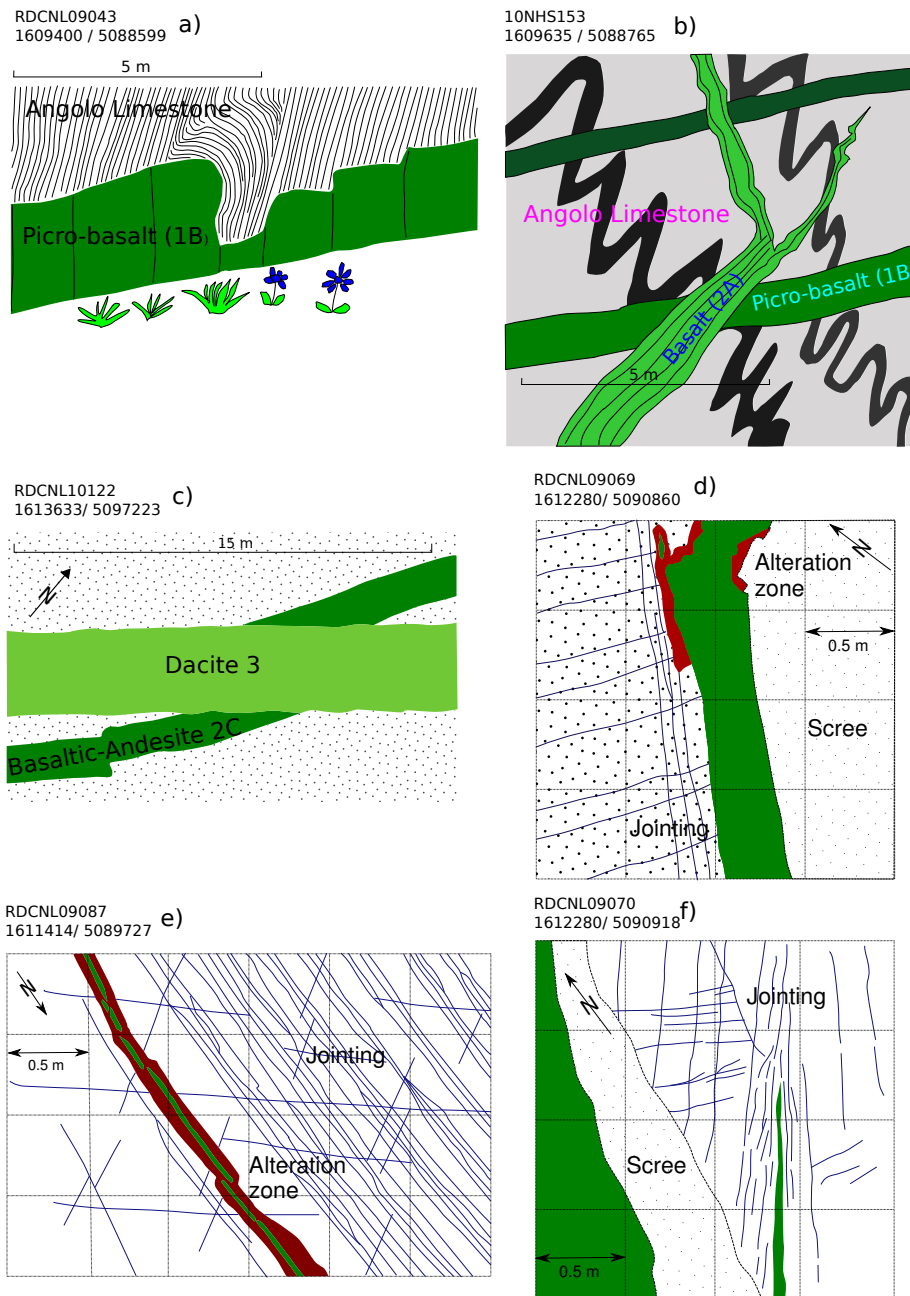 RDCNL09043
1609400 / 5088599
a)
5 m
Angolo Limestone
Picro-basalt (1B)
10NHS153
1609635 / 5088765
b)
Angolo Limestone
Picro-basalt (1B
Basalt (2A)
5 m
RDCNL10122
1613633/ 5097223
c)
15 m
N
Dacite 3
Basaltic-Andesite 2C
RDCNL09069
1612280/ 5090860
d)
N
Alteration
zone
0.5 m
Scree
Jointing
RDCNL09087
1611414/ 5089727
e)
N
0.5 m
Jointing
Alteration
zone
RDCNL09070
1612280/ 5090918
f)
N
Jointing
Scree
0.5 m